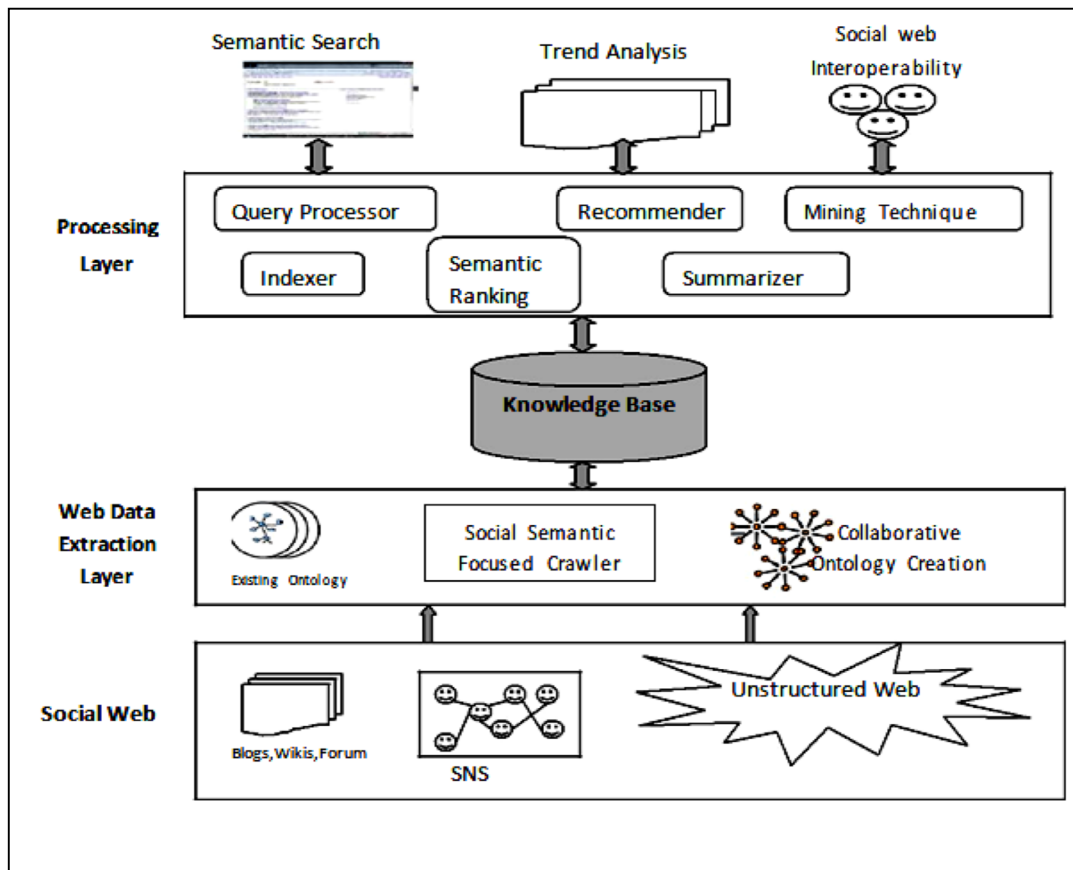 Semantic Search
Trend Analysis
Social web
Interoperability
Processing
Layer
Query Processor
Recommender
Mining Technique
Indexer
Semantic
Ranking
Summarizer
Knowledge Base
Web Data
Extraction
Layer
Existing Ontology
Social Semantic
Focused Crawler
Collaborative
Ontology Creation
Social Web
Blogs,Wikis,Forum
SNS
Unstructured Web